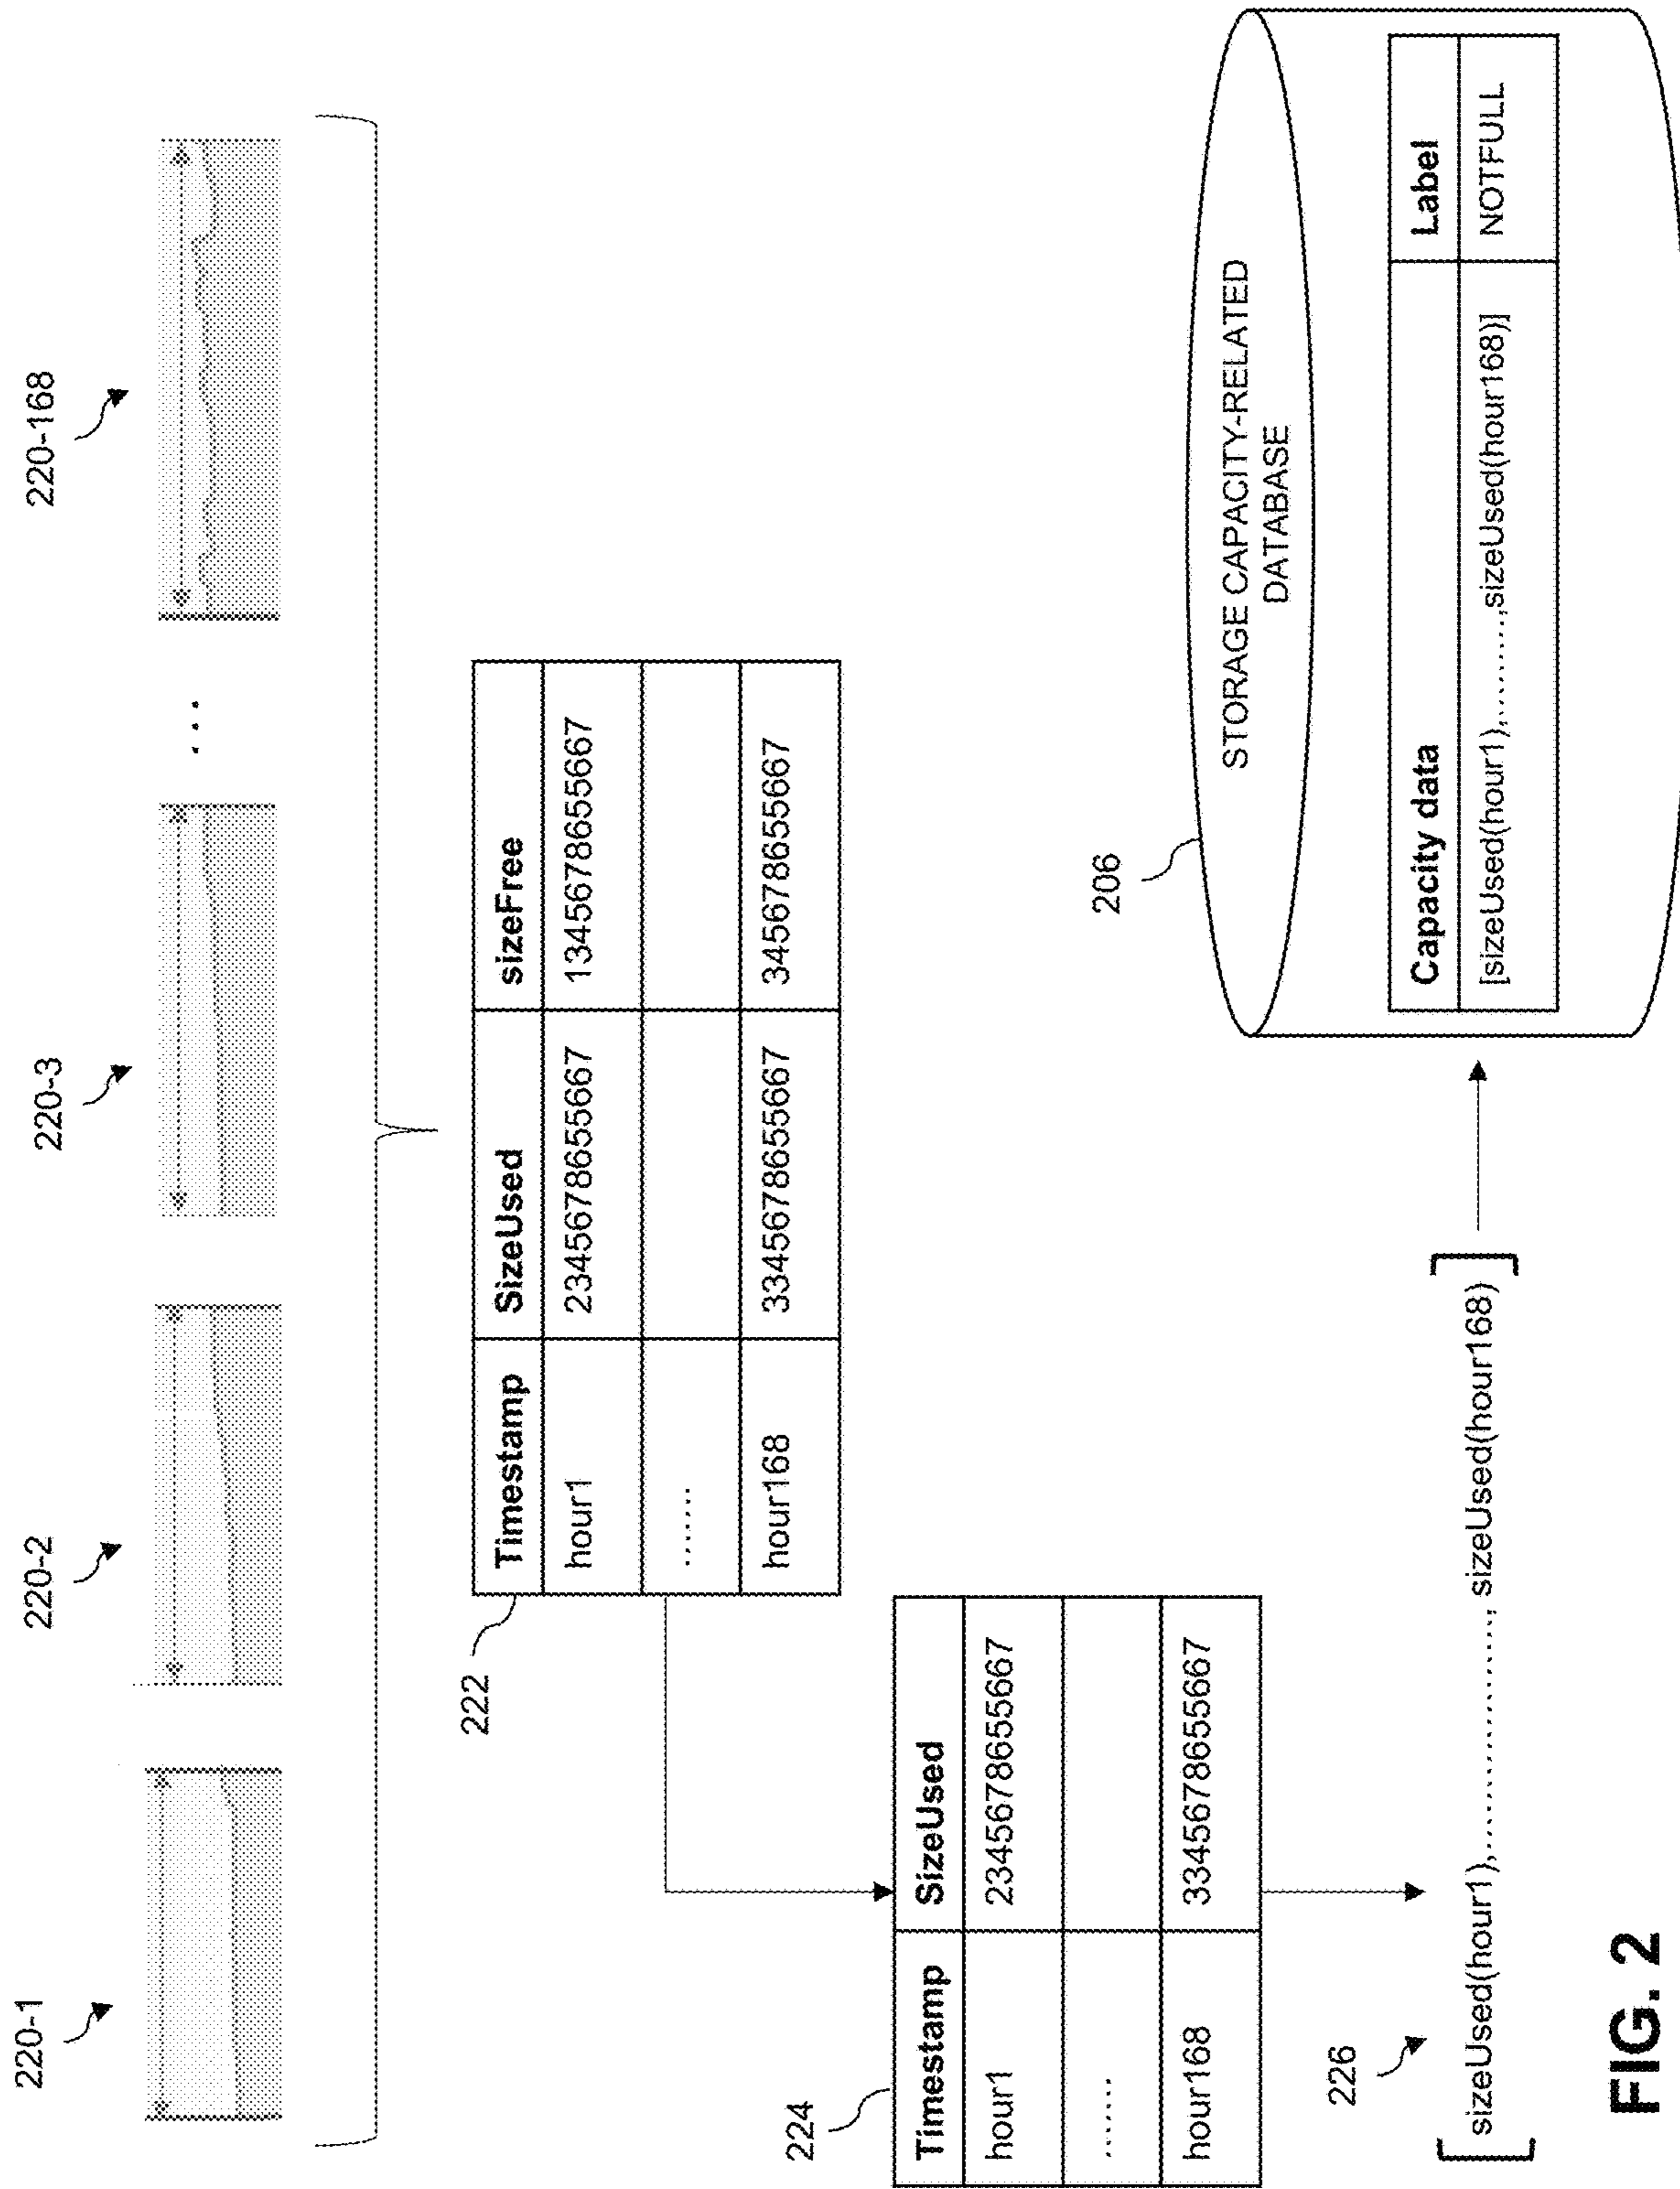 220-1
220-2
220-3
220-168
...
222
Timestamp SizeUsed sizeFree
hour1 2345678655667 1345678655667
......
hour168 3345678655667 345678655667
224
Timestamp SizeUsed
hour1 2345678655667
......
hour168 3345678655667
206
STORAGE CAPACITY-RELATED
DATABASE
Capacity data Label
[sizeUsed(hour1),........,sizeUsed(hour168)] NOTFULL
226
[sizeUsed(hour1),....................., sizeUsed(hour168)]
FIG. 2